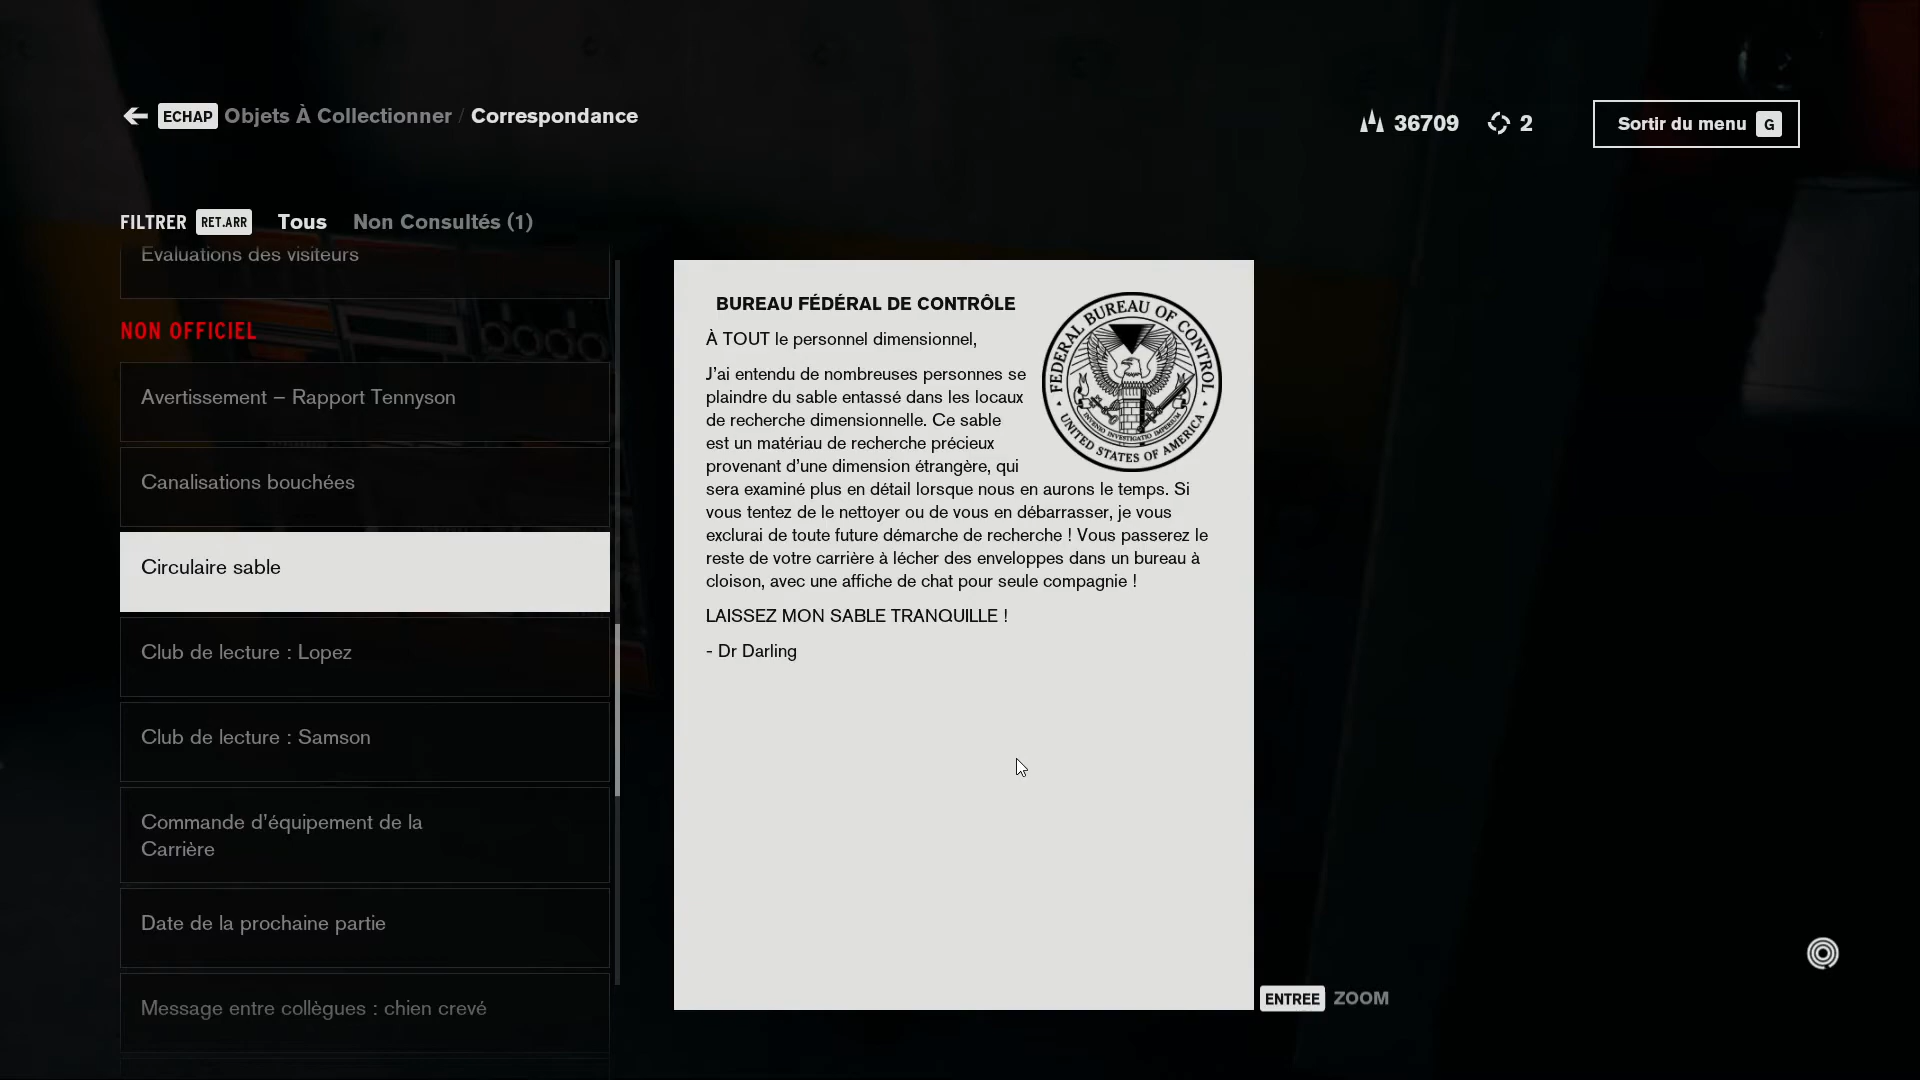 ECHAP Objets À Collectionner / Correspondance
36709 2
Sortir du menu G
FILTRER RET.ARR Tous Non Consultés (1)
Evaluations des visiteurs
NON OFFICIEL
Avertissement – Rapport Tennyson
Canalisations bouchées
Circulaire sable
Club de lecture : Lopez
Club de lecture : Samson
Commande d'équipement de la
Carrière
Date de la prochaine partie
Message entre collègues : chien crevé
BUREAU FÉDÉRAL DE CONTRÔLE
À TOUT le personnel dimensionnel,
J'ai entendu de nombreuses personnes se
plaindre du sable entassé dans les locaux
de recherche dimensionnelle. Ce sable
est un matériau de recherche précieux
provenant d'une dimension étrangère, qui
sera examiné plus en détail lorsque nous en aurons le temps. Si
vous tentez de le nettoyer ou de vous en débarrasser, je vous
exclurai de toute future démarche de recherche ! Vous passerez le
reste de votre carrière à lécher des enveloppes dans un bureau à
cloison, avec une affiche de chat pour seule compagnie !
LAISSEZ MON SABLE TRANQUILLE !
- Dr Darling
FEDERAL BUREAU OF CONTROL
INVENIO INVESTIGATIO IMPERIUM
UNITED STATES OF AMERICA
ENTREE ZOOM